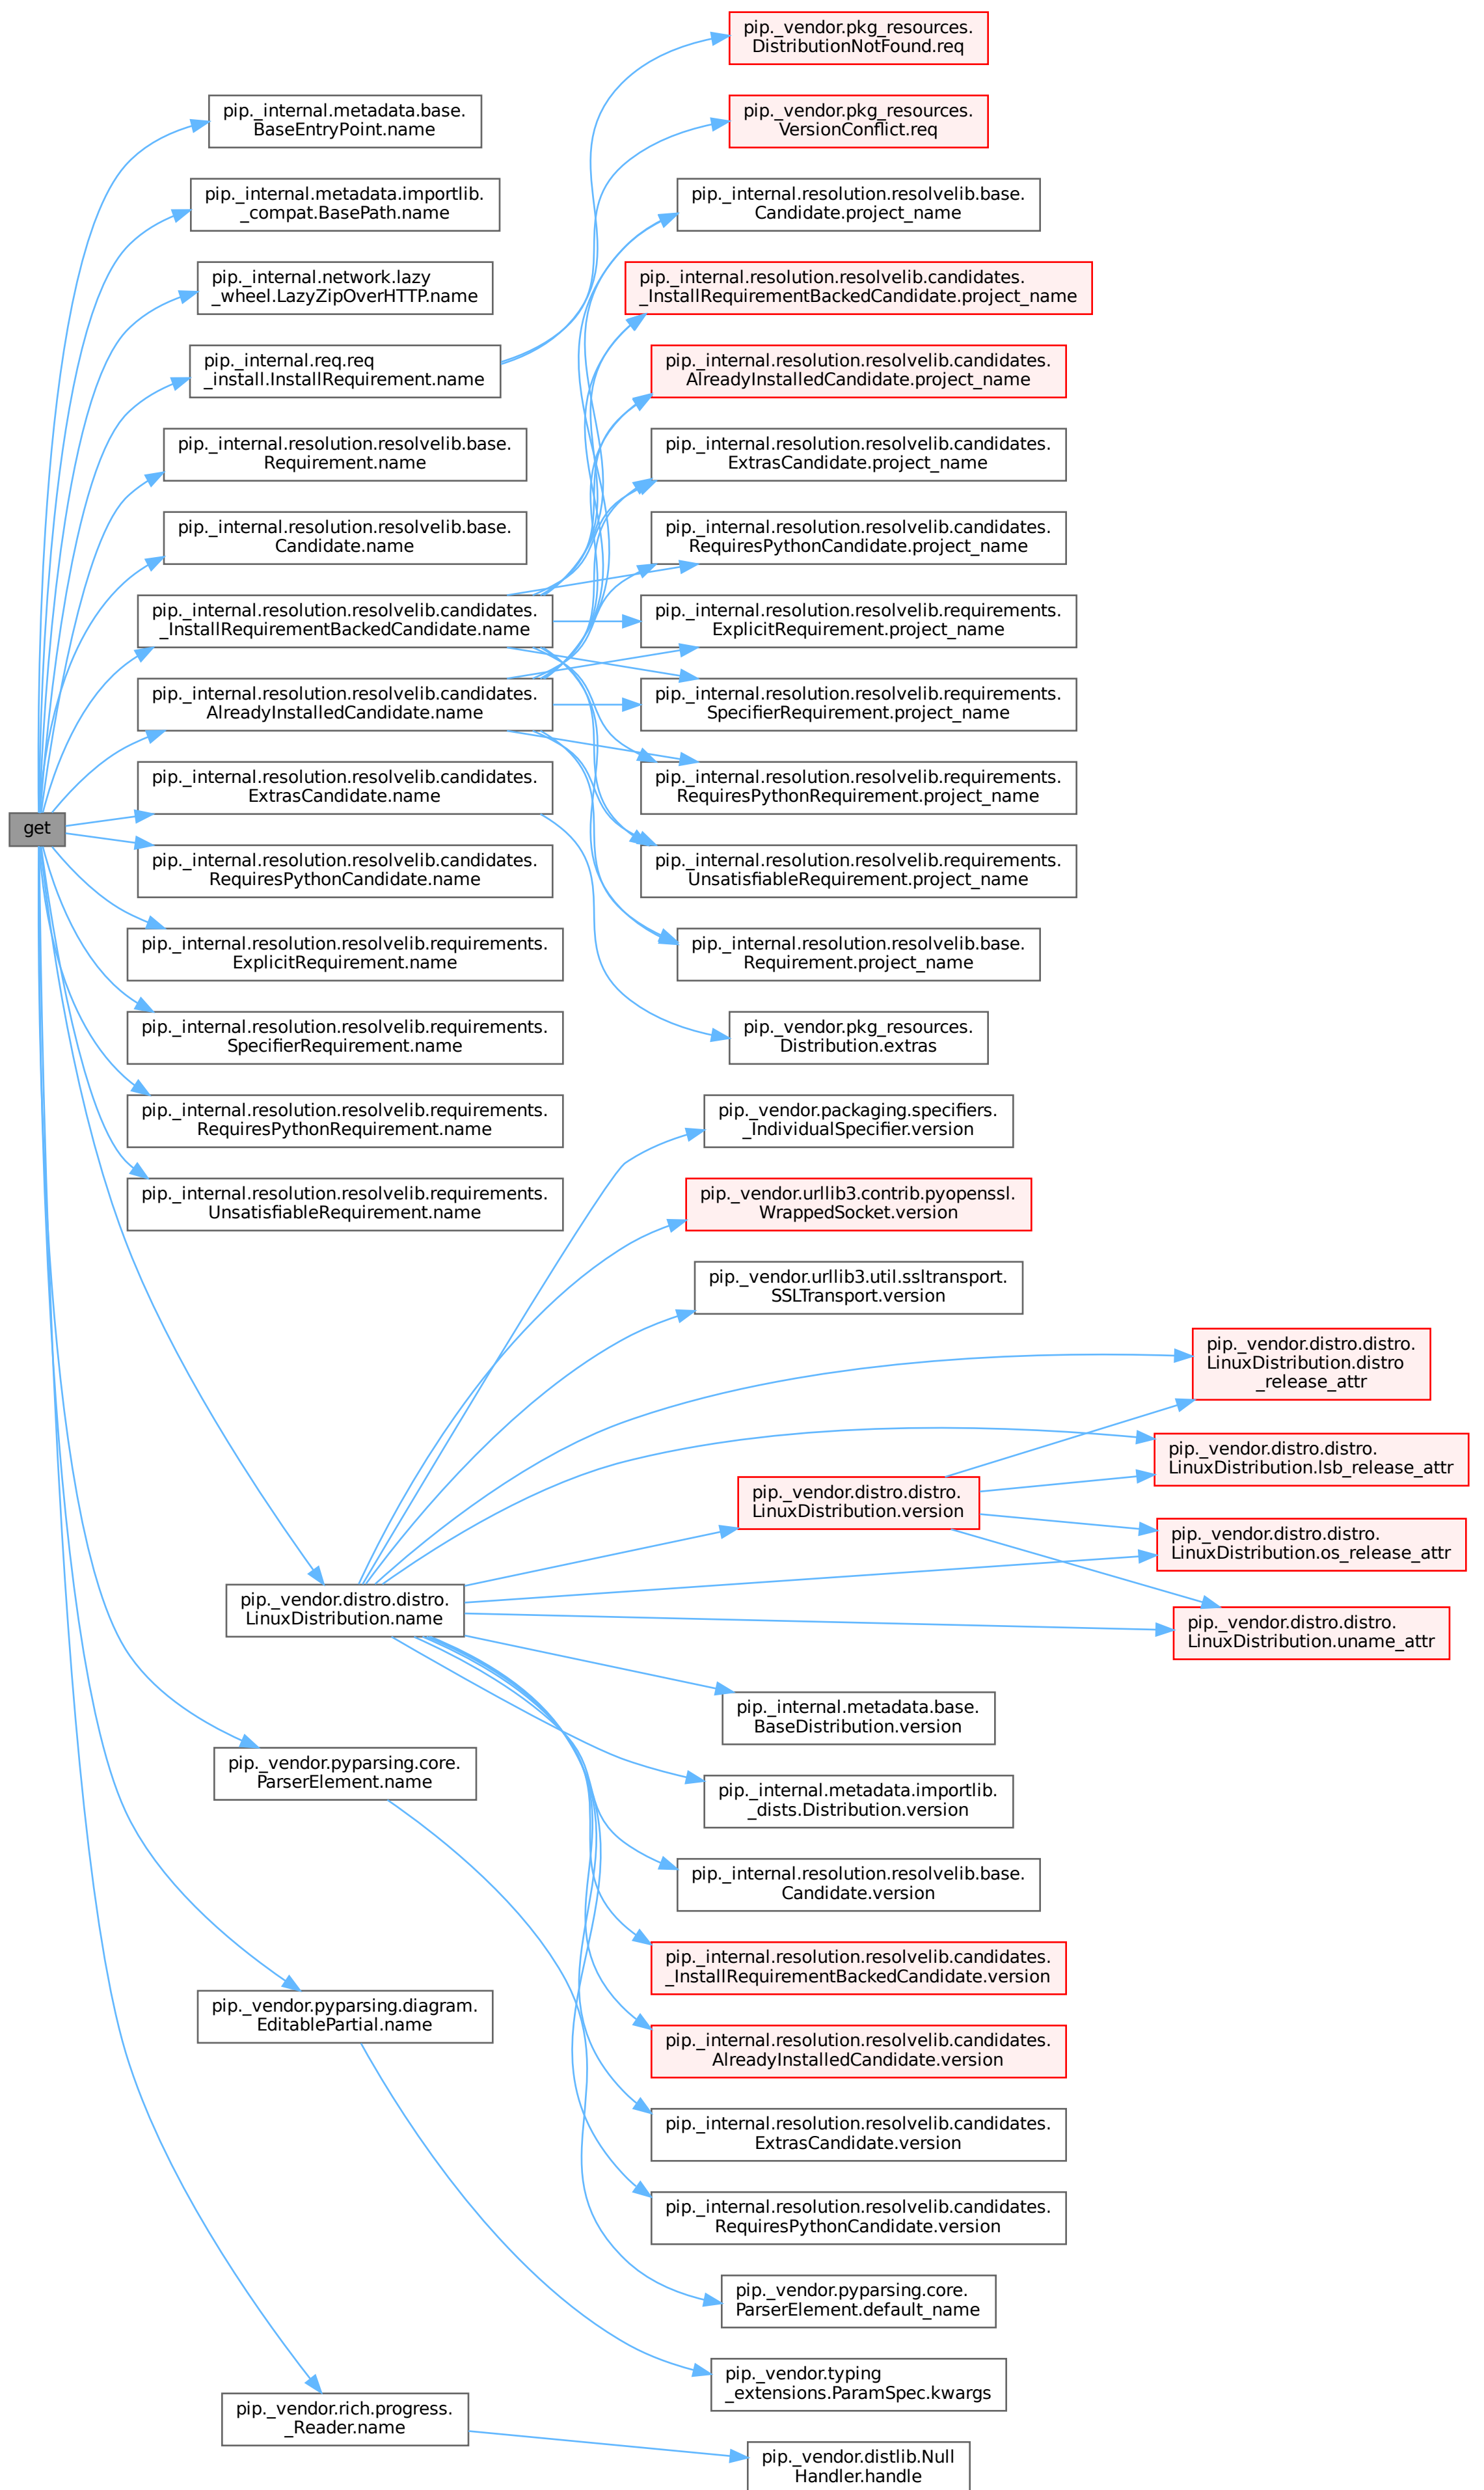 get
pip._internal.metadata.base.
BaseEntryPoint.name
pip._internal.metadata.importlib.
_compat.BasePath.name
pip._internal.network.lazy
_wheel.LazyZipOverHTTP.name
pip._internal.req.req
_install.InstallRequirement.name
pip._internal.resolution.resolvelib.base.
Requirement.name
pip._internal.resolution.resolvelib.base.
Candidate.name
pip._internal.resolution.resolvelib.candidates.
_InstallRequirementBackedCandidate.name
pip._internal.resolution.resolvelib.candidates.
AlreadyInstalledCandidate.name
pip._internal.resolution.resolvelib.candidates.
ExtrasCandidate.name
pip._internal.resolution.resolvelib.candidates.
RequiresPythonCandidate.name
pip._internal.resolution.resolvelib.requirements.
ExplicitRequirement.name
pip._internal.resolution.resolvelib.requirements.
SpecifierRequirement.name
pip._internal.resolution.resolvelib.requirements.
RequiresPythonRequirement.name
pip._internal.resolution.resolvelib.requirements.
UnsatisfiableRequirement.name
pip._vendor.distro.distro.
LinuxDistribution.name
pip._vendor.pyparsing.core.
ParserElement.name
pip._vendor.pyparsing.diagram.
EditablePartial.name
pip._vendor.rich.progress.
_Reader.name
pip._vendor.pkg_resources.
DistributionNotFound.req
pip._vendor.pkg_resources.
VersionConflict.req
pip._internal.resolution.resolvelib.base.
Candidate.project_name
pip._internal.resolution.resolvelib.candidates.
_InstallRequirementBackedCandidate.project_name
pip._internal.resolution.resolvelib.candidates.
AlreadyInstalledCandidate.project_name
pip._internal.resolution.resolvelib.candidates.
ExtrasCandidate.project_name
pip._internal.resolution.resolvelib.candidates.
RequiresPythonCandidate.project_name
pip._internal.resolution.resolvelib.requirements.
ExplicitRequirement.project_name
pip._internal.resolution.resolvelib.requirements.
SpecifierRequirement.project_name
pip._internal.resolution.resolvelib.requirements.
RequiresPythonRequirement.project_name
pip._internal.resolution.resolvelib.requirements.
UnsatisfiableRequirement.project_name
pip._internal.resolution.resolvelib.base.
Requirement.project_name
pip._vendor.pkg_resources.
Distribution.extras
pip._vendor.packaging.specifiers.
_IndividualSpecifier.version
pip._vendor.urllib3.contrib.pyopenssl.
WrappedSocket.version
pip._vendor.urllib3.util.ssltransport.
SSLTransport.version
pip._vendor.distro.distro.
LinuxDistribution.version
pip._internal.metadata.base.
BaseDistribution.version
pip._internal.metadata.importlib.
_dists.Distribution.version
pip._internal.resolution.resolvelib.base.
Candidate.version
pip._internal.resolution.resolvelib.candidates.
_InstallRequirementBackedCandidate.version
pip._internal.resolution.resolvelib.candidates.
AlreadyInstalledCandidate.version
pip._internal.resolution.resolvelib.candidates.
ExtrasCandidate.version
pip._internal.resolution.resolvelib.candidates.
RequiresPythonCandidate.version
pip._vendor.pyparsing.core.
ParserElement.default_name
pip._vendor.typing
_extensions.ParamSpec.kwargs
pip._vendor.distlib.Null
Handler.handle
pip._vendor.distro.distro.
LinuxDistribution.distro
_release_attr
pip._vendor.distro.distro.
LinuxDistribution.lsb_release_attr
pip._vendor.distro.distro.
LinuxDistribution.os_release_attr
pip._vendor.distro.distro.
LinuxDistribution.uname_attr